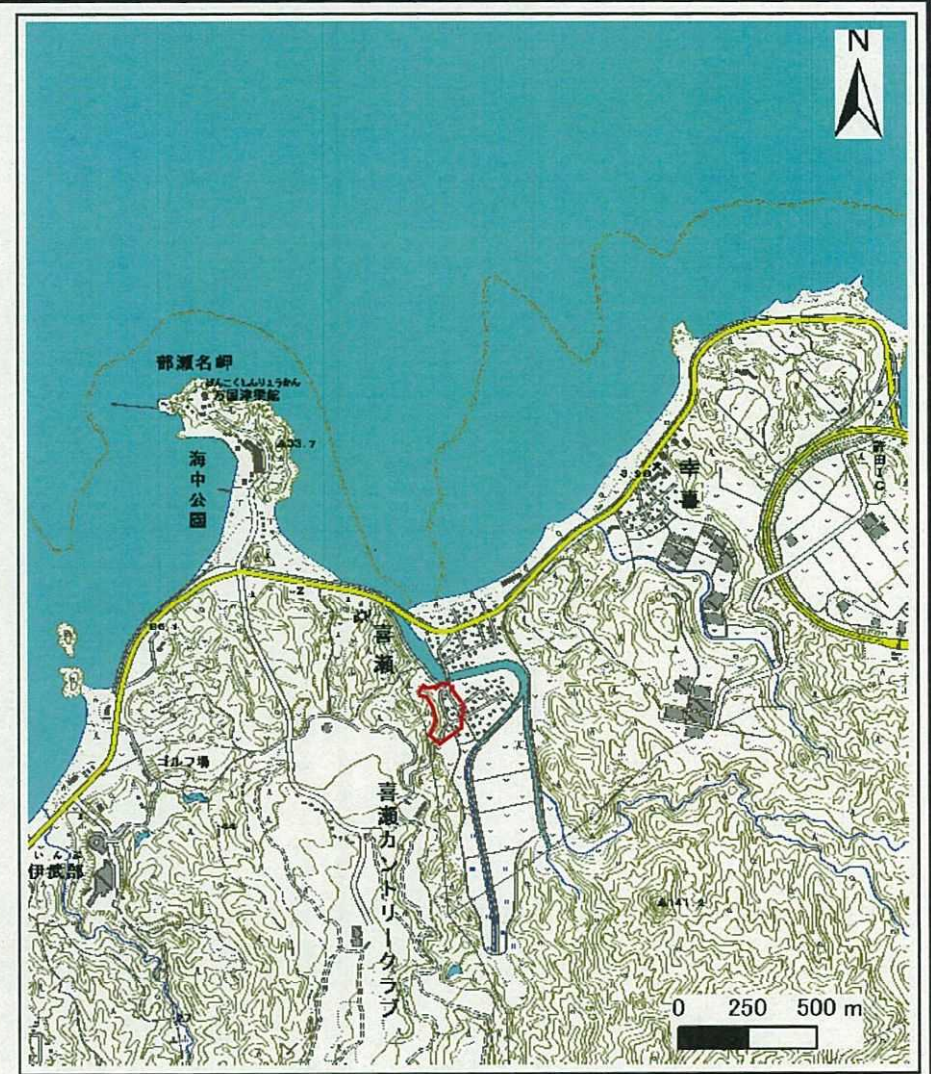 N
部瀬名岬
ばんこくしんりょうかん
万国津梁館
33.7
海中公園
幸喜
許田IC
喜瀬
ゴルフ場
喜瀬カントリークラブ
いんぶ
伊武部
141.2
0 250 500 m